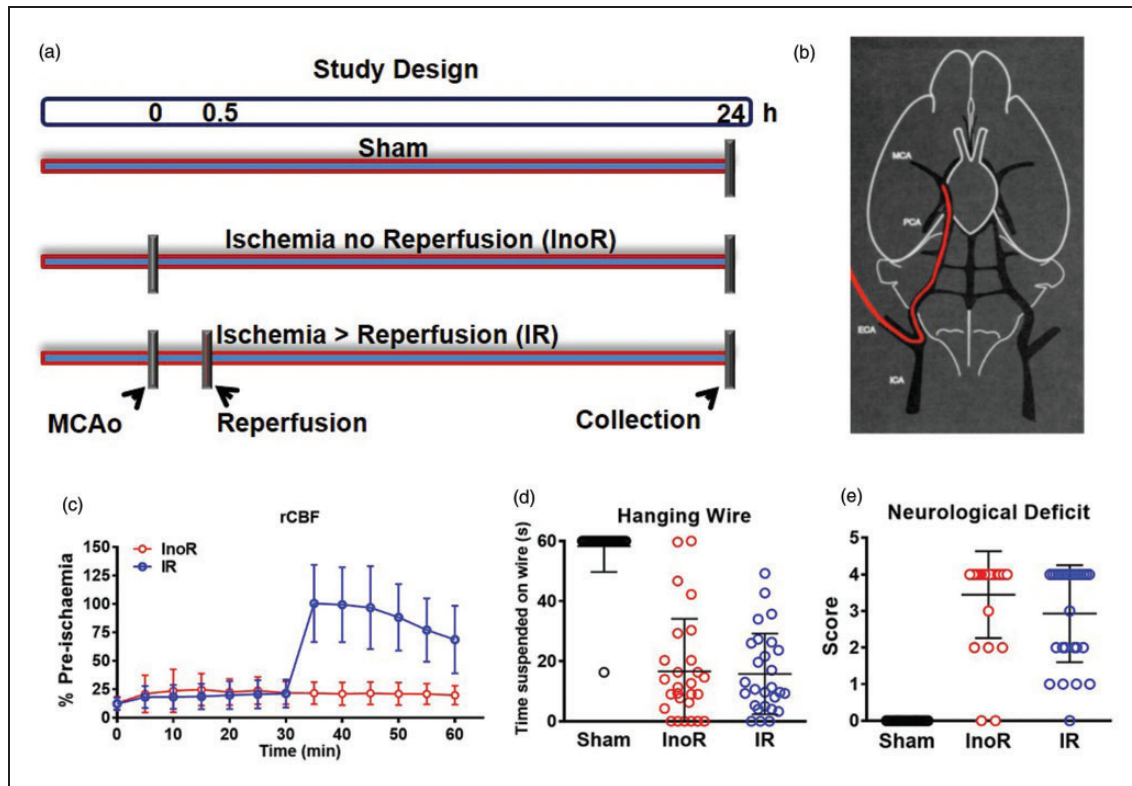 (a)
Study Design
0 0.5 24 h
Sham
Ischemia no Reperfusion (InoR)
Ischemia > Reperfusion (IR)
MCAo Reperfusion Collection
(b)
MCA
PCA
ECA
ICA
(c)
rCBF
InoR
IR
% Pre-ischaemia
150
125
100
75
50
25
0
0 10 20 30 40 50 60
Time (min)
(d)
Hanging Wire
Time suspended on wire (s)
60
40
20
0
Sham InoR IR
(e)
Neurological Deficit
Score
5
4
3
2
1
0
Sham InoR IR